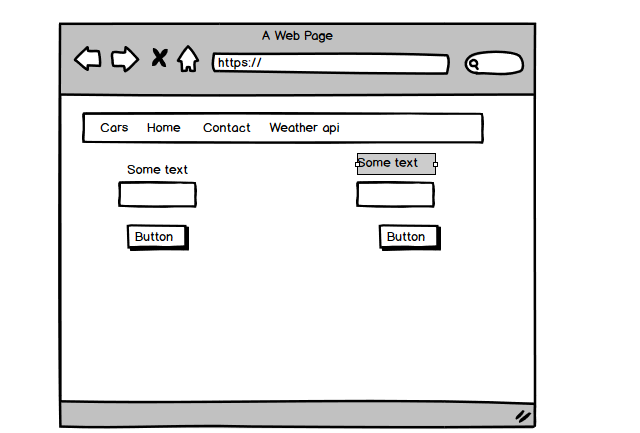 A Web Page
https://
Cars Home Contact Weather api
Some text Some text
Button Button